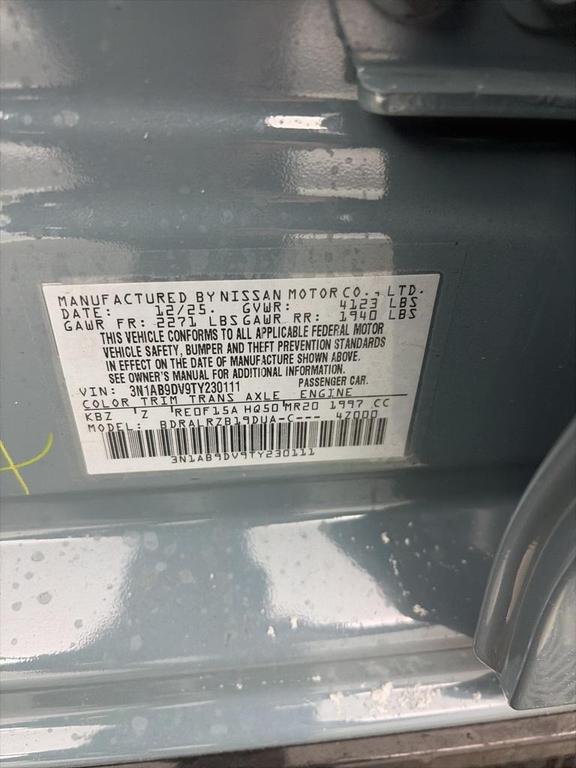 MANUFACTURED BY NISSAN MOTOR CO., LTD.
DATE: 12/25. GVWR: 4123 LBS
GAWR FR: 2271 LBS GAWR RR: 1940 LBS
THIS VEHICLE CONFORMS TO ALL APPLICABLE FEDERAL MOTOR
VEHICLE SAFETY, BUMPER AND THEFT PREVENTION STANDARDS
IN EFFECT ON THE DATE OF MANUFACTURE SHOWN ABOVE.
SEE OWNER'S MANUAL FOR ADDITIONAL INFORMATION.
VIN: 3N1AB9DV9TY230111 PASSENGER CAR.
COLOR TRIM TRANS AXLE ENGINE
KBZ 'Z 'RE0F15A HQ50'MR20 1997 CC
MODEL: BDRALRZB19DUA-C--- 4Z000
3N1AB9DV9TY230111